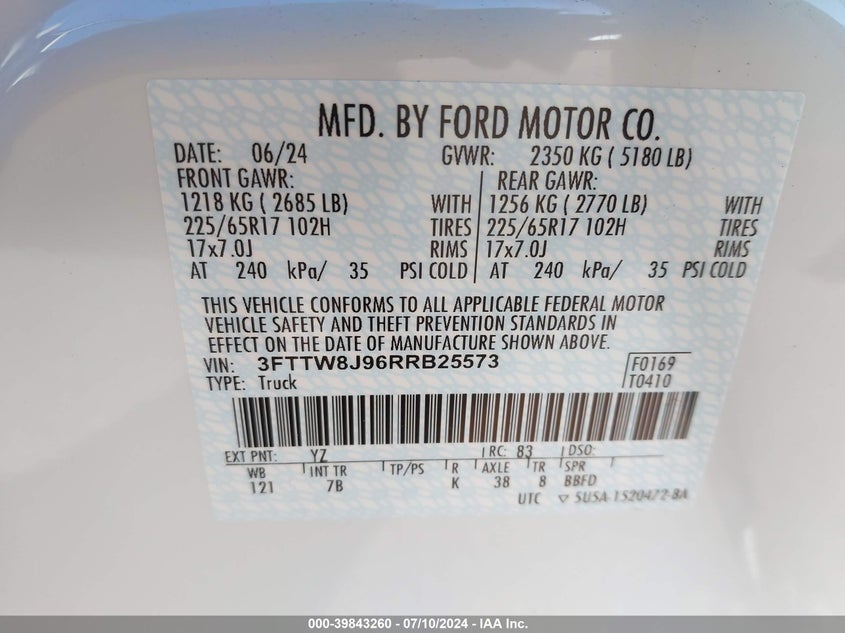 MFD. BY FORD MOTOR CO.
DATE: 06/24 GVWR: 2350 KG ( 5180 LB)
FRONT GAWR: REAR GAWR:
1218 KG ( 2685 LB) WITH 1256 KG ( 2770 LB) WITH
225/65R17 102H TIRES 225/65R17 102H TIRES
17x7.0J RIMS 17x7.0J RIMS
AT 240 kPa/ 35 PSI COLD AT 240 kPa/ 35 PSI COLD
THIS VEHICLE CONFORMS TO ALL APPLICABLE FEDERAL MOTOR
VEHICLE SAFETY AND THEFT PREVENTION STANDARDS IN
EFFECT ON THE DATE OF MANUFACTURE SHOWN ABOVE.
VIN: 3FTTW8J96RRB25573 F0169
TYPE: Truck T0410
EXT PNT: YZ RC: 83 DSO:
WB INT TR TP/PS R AXLE TR SPR
121 7B K 38 8 BBFD
UTC ▽ 5USA-1520472-BA
000-39843260 - 07/10/2024 - IAA Inc.